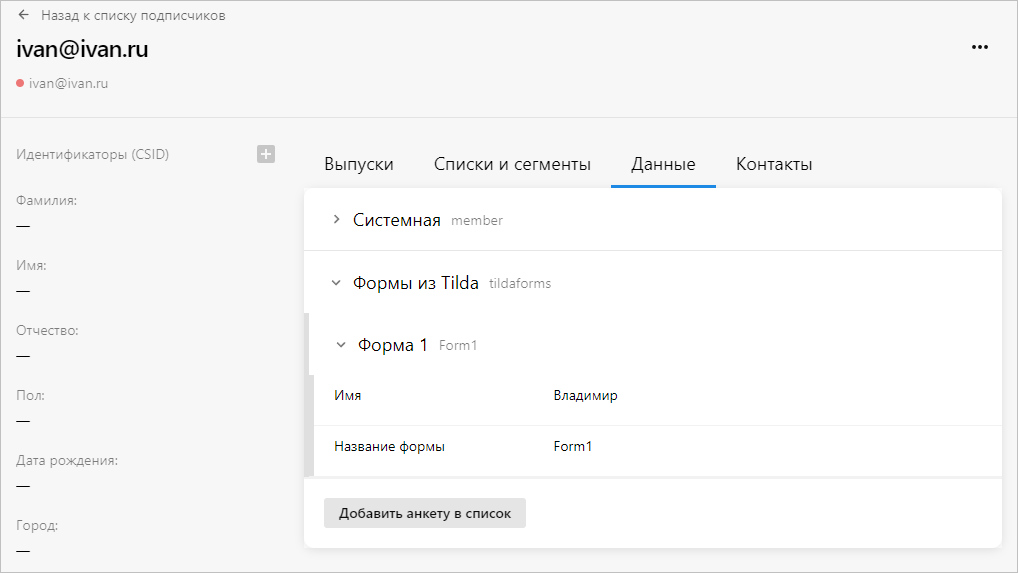 Назад к списку подписчиков
ivan@ivan.ru
ivan@ivan.ru
Идентификаторы (CSID)
Фамилия:
—
Имя:
—
Отчество:
—
Пол:
—
Дата рождения:
—
Город:
—
Выпуски Списки и сегменты Данные Контакты
Системная member
Формы из Tilda tildaforms
Форма 1 Form1
Имя Владимир
Название формы Form1
Добавить анкету в список